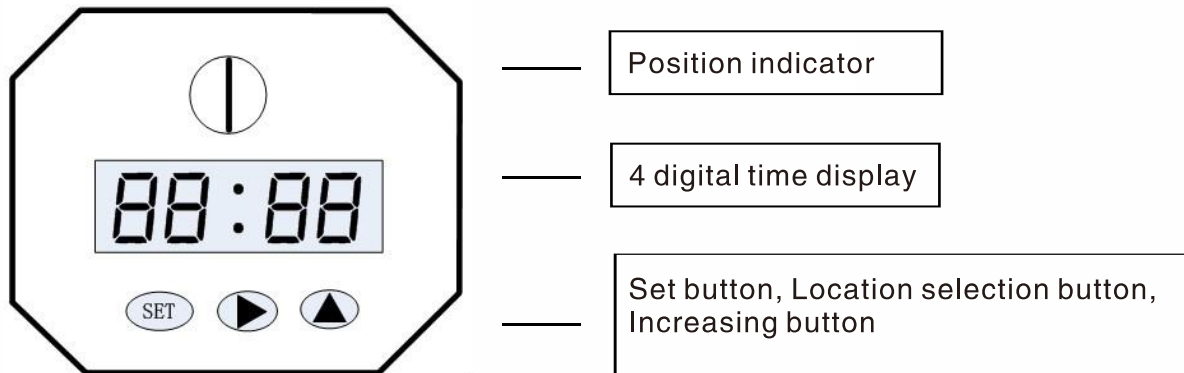 Position indicator
88:88
4 digital time display
SET
Set button, Location selection button,
Increasing button